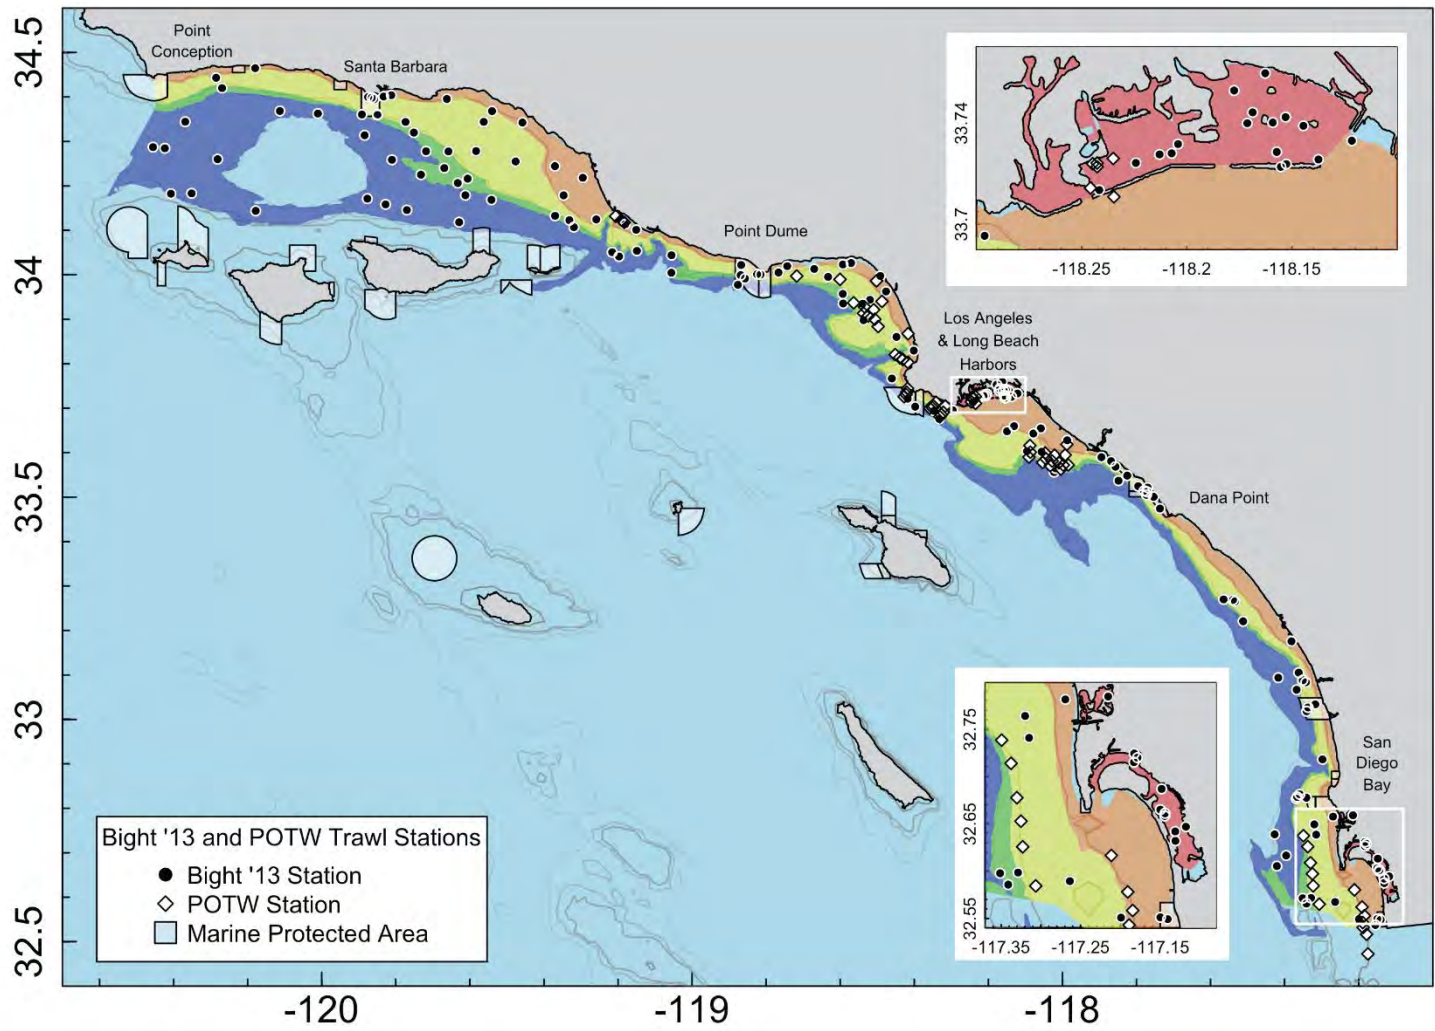 Point
Conception
Santa Barbara
Point Dume
Los Angeles
& Long Beach
Harbors
Dana Point
San
Diego
Bay
34.5
34
33.5
33
32.5
-120
-119
-118
33.74
33.7
-118.25
-118.2
-118.15
32.75
32.65
32.55
-117.35
-117.25
-117.15
Bight '13 and POTW Trawl Stations
Bight '13 Station
POTW Station
Marine Protected Area